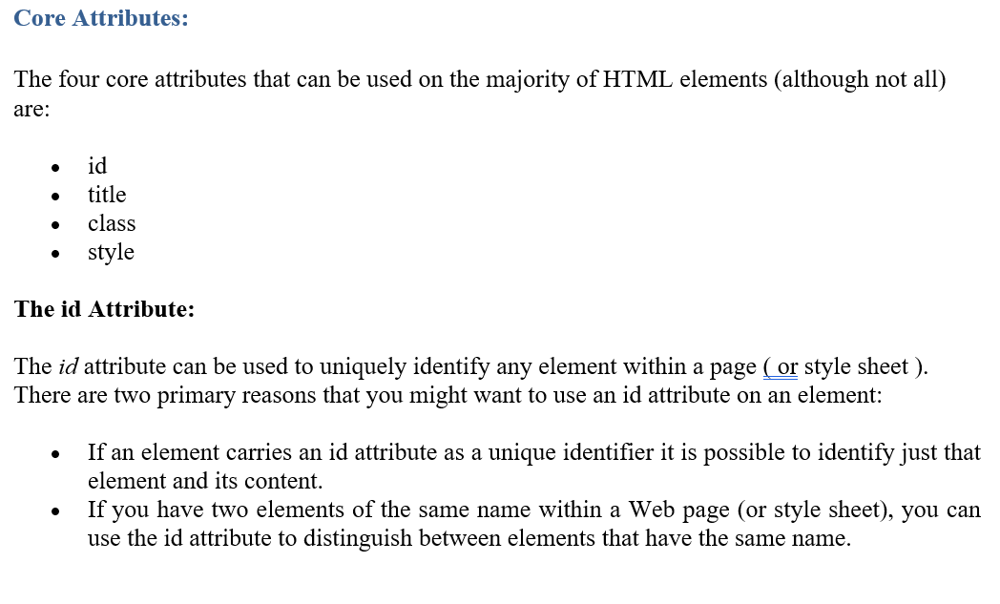 Core Attributes:
The four core attributes that can be used on the majority of HTML elements (although not all)
are:
• id
• title
• class
• style
The id Attribute:
The id attribute can be used to uniquely identify any element within a page ( or style sheet ).
There are two primary reasons that you might want to use an id attribute on an element:
• If an element carries an id attribute as a unique identifier it is possible to identify just that
element and its content.
• If you have two elements of the same name within a Web page (or style sheet), you can
use the id attribute to distinguish between elements that have the same name.